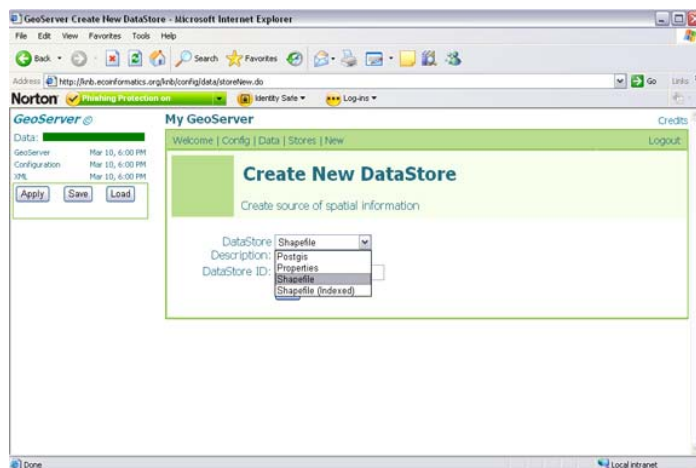 GeoServer Create New DataStore - Microsoft Internet Explorer
File Edit View Favorites Tools Help
Back Search Favorites
Address http://knb.ecoinformatics.org/knb/config/data/storeNew.do Go Links
Norton Phishing Protection on Identity Safe Log-ins
GeoServer My GeoServer Credits
Data:
Welcome | Config | Data | Stores | New Logout
GeoServer Mar 10, 6:00 PM
Configuration Mar 10, 6:00 PM
XML Mar 10, 6:00 PM
Apply Save Load
Create New DataStore
Create source of spatial information
DataStore Shapefile
Description: Postgis
Properties
DataStore ID:
Shapefile
Shapefile (Indexed)
Done Local intranet